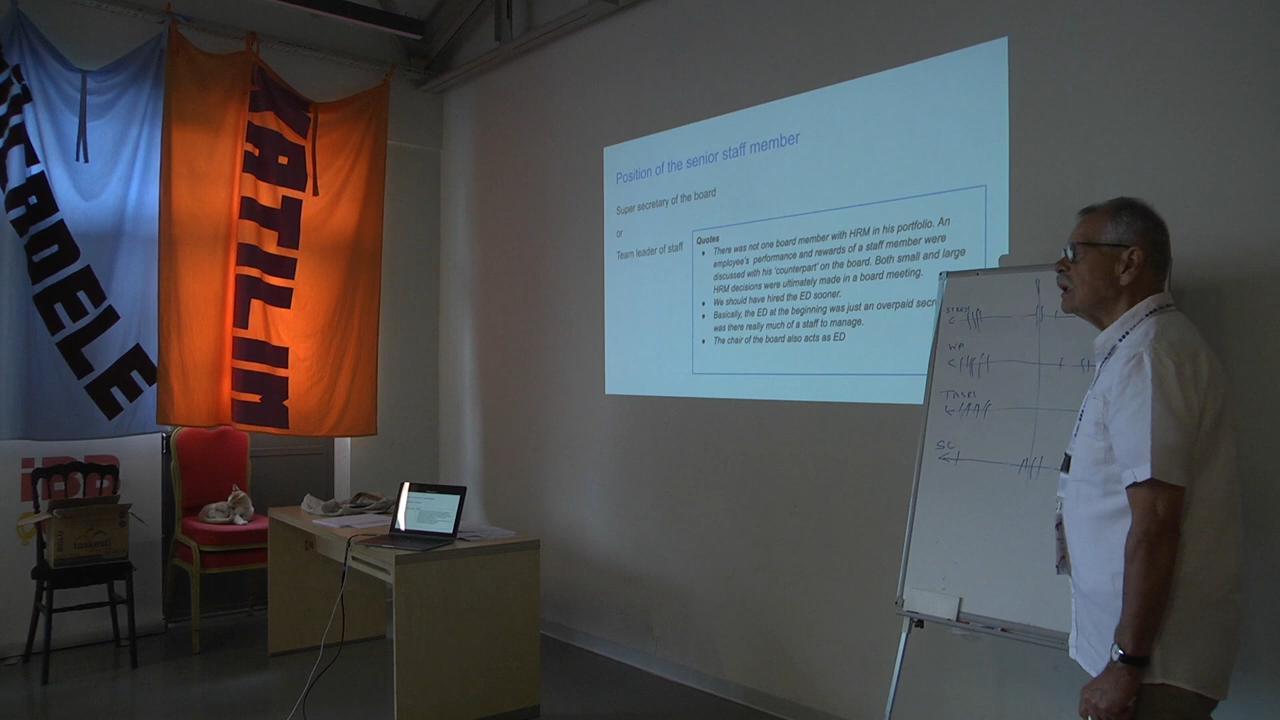 KATILIM
Position of the senior staff member
Super secretary of the board
or
Team leader of staff
Quotes
• There was not one board member with HRM in his portfolio. An
employee's performance and rewards of a staff member were
discussed with his 'counterpart' on the board. Both small and large
HRM decisions were ultimately made in a board meeting.
• We should have hired the ED sooner.
• Basically, the ED at the beginning was just an overpaid secr
was there really much of a staff to manage.
• The chair of the board also acts as ED
WP
SC
taskesti